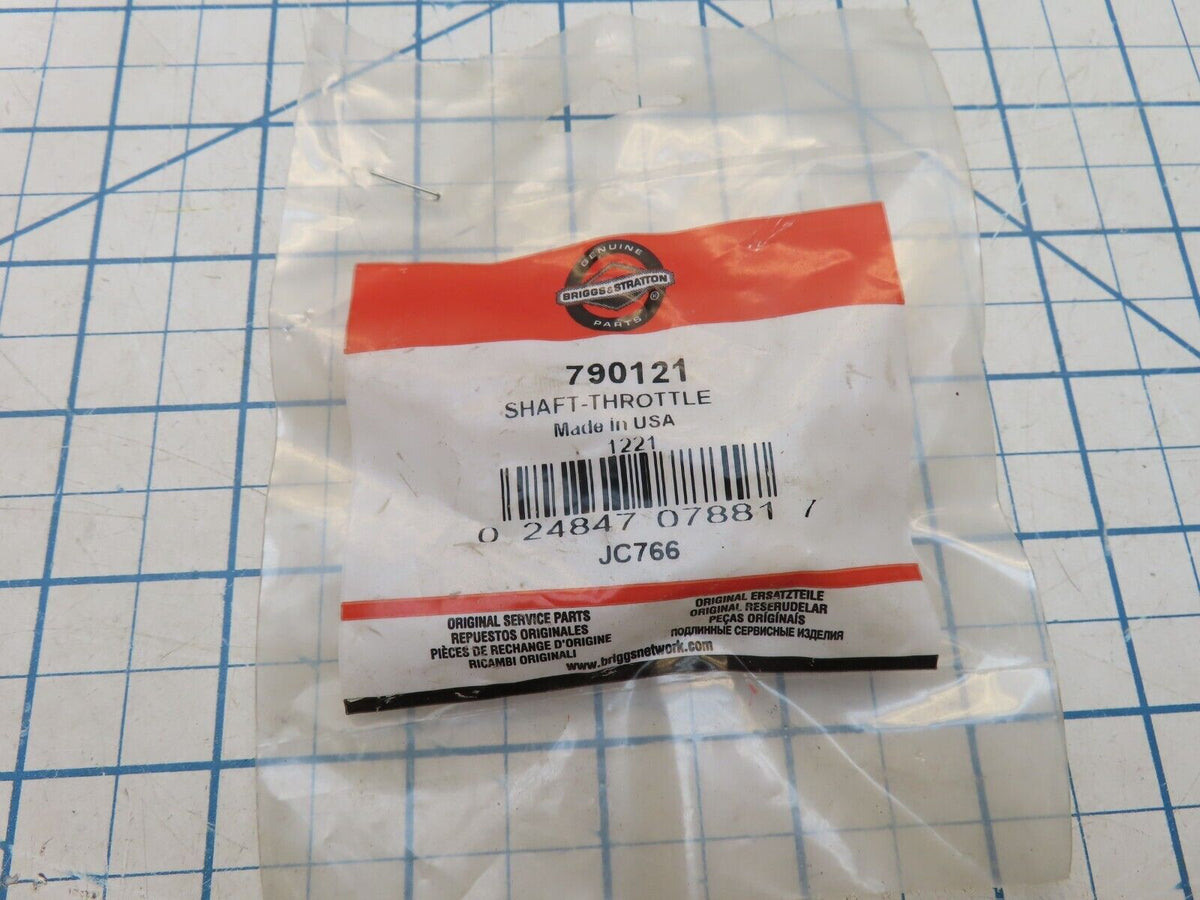 GENUINE
BRIGGS & STRATTON ®
PARTS
790121
SHAFT-THROTTLE
Made In USA
1221
0 24847 07881 7
JC766
ORIGINAL SERVICE PARTS
REPUESTOS ORIGINALES
PIÈCES DE RECHANGE D'ORIGINE
RICAMBI ORIGINALI
ORIGINAL ERSATZTEILE
ORIGINAL RESERUDELAR
PEÇAS ORIGÍNAIS
ПОДЛИННЫЕ СЕРВИСНЫЕ ИЗДЕЛИЯ
www.briggsnetwork.com